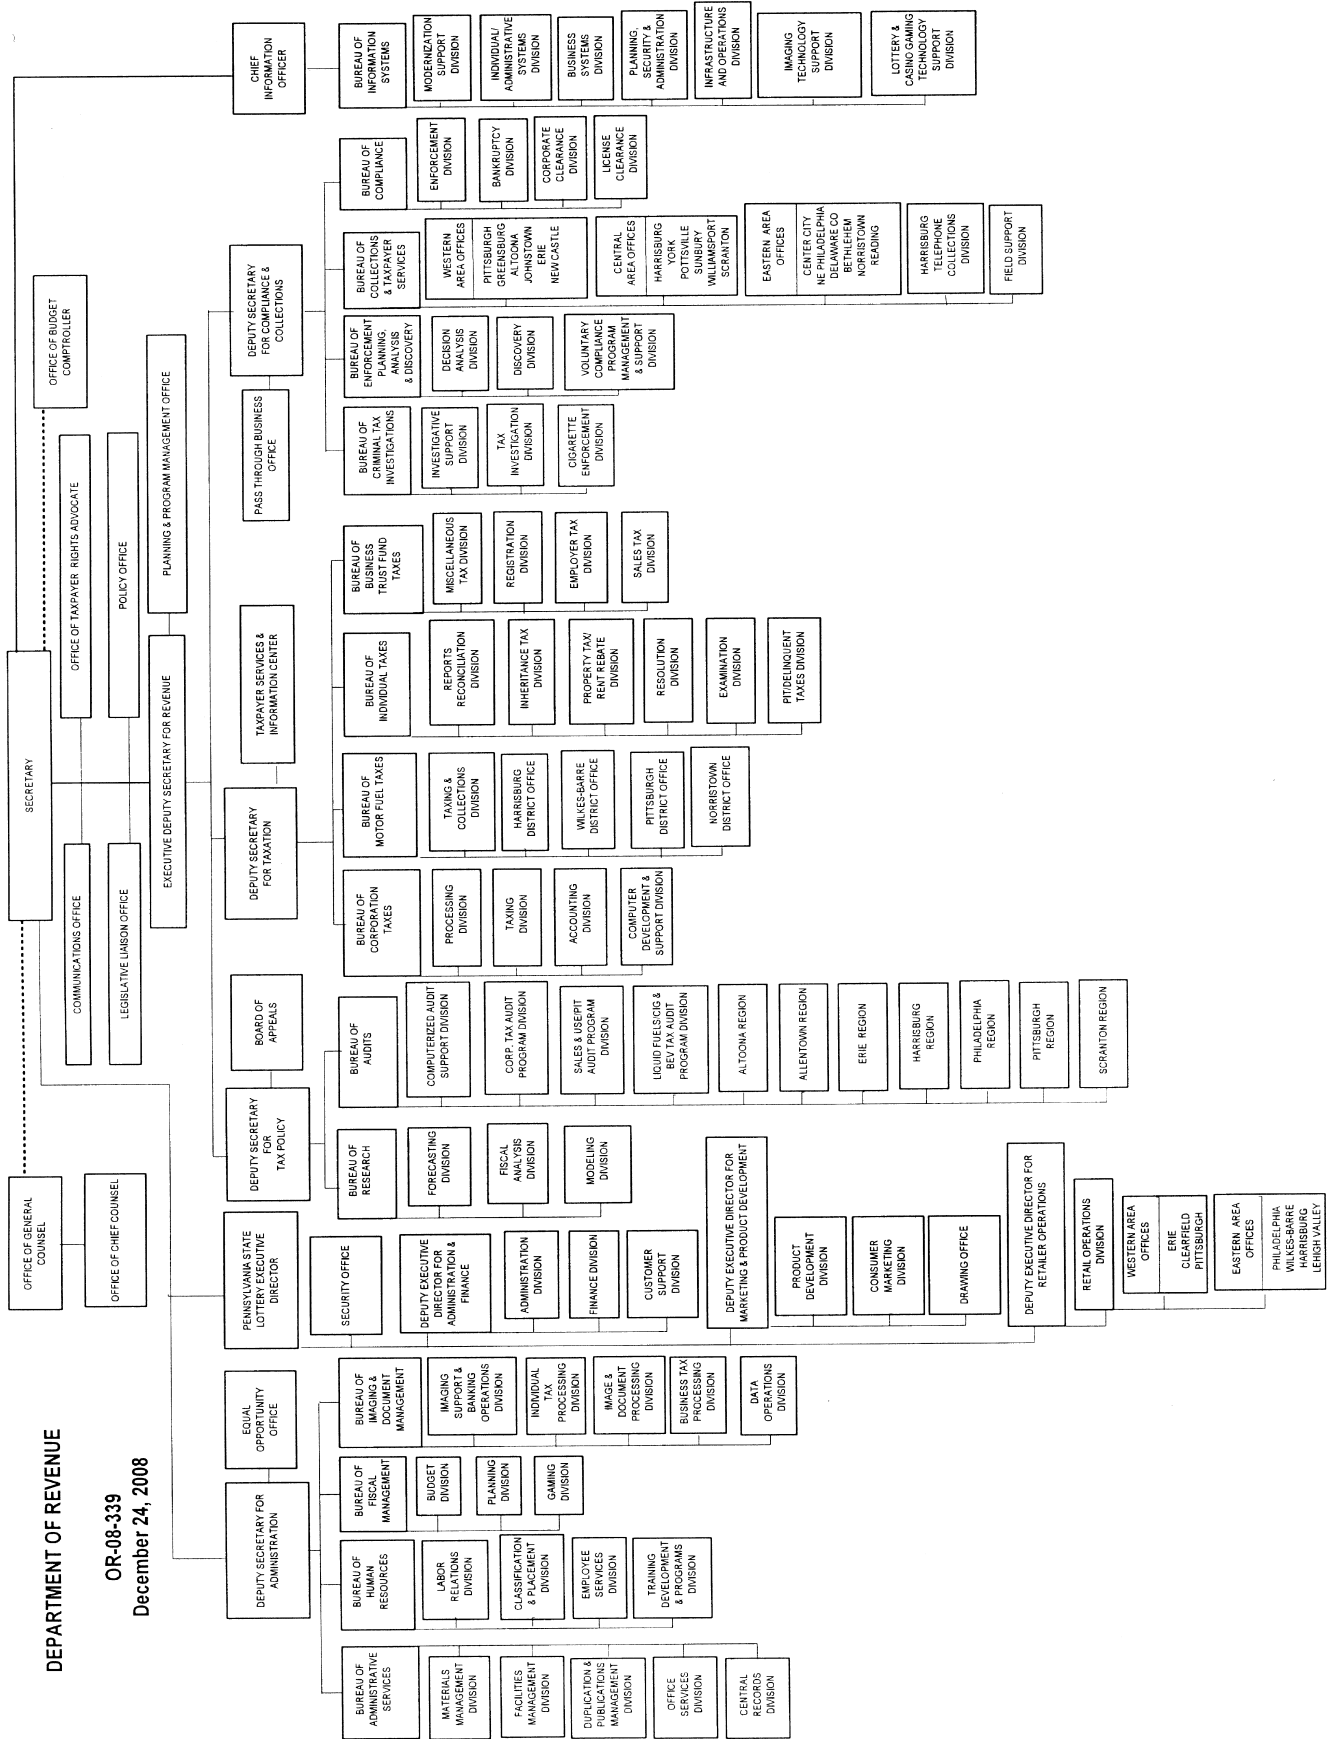 DEPARTMENT OF REVENUE
OR-08-339
December 24, 2008
OFFICE OF GENERAL
COUNSEL
OFFICE OF CHIEF COUNSEL
SECRETARY
OFFICE OF BUDGET
COMPTROLLER
COMMUNICATIONS OFFICE
OFFICE OF TAXPAYER RIGHTS ADVOCATE
LEGISLATIVE LIAISON OFFICE
POLICY OFFICE
EXECUTIVE DEPUTY SECRETARY FOR REVENUE
PLANNING & PROGRAM MANAGEMENT OFFICE
DEPUTY SECRETARY FOR
ADMINISTRATION
EQUAL
OPPORTUNITY
OFFICE
PENNSYLVANIA STATE
LOTTERY EXECUTIVE
DIRECTOR
DEPUTY SECRETARY
FOR
TAX POLICY
BOARD OF
APPEALS
DEPUTY SECRETARY
FOR TAXATION
TAXPAYER SERVICES &
INFORMATION CENTER
PASS THROUGH BUSINESS
OFFICE
DEPUTY SECRETARY
FOR COMPLIANCE &
COLLECTIONS
CHIEF
INFORMATION
OFFICER
BUREAU OF
ADMINISTRATIVE
SERVICES
MATERIALS
MANAGEMENT
DIVISION
FACILITIES
MANAGEMENT
DIVISION
DUPLICATION &
PUBLICATIONS
MANAGEMENT
DIVISION
OFFICE
SERVICES
DIVISION
CENTRAL
RECORDS
DIVISION
BUREAU OF
HUMAN
RESOURCES
LABOR
RELATIONS
DIVISION
CLASSIFICATION
& PLACEMENT
DIVISION
EMPLOYEE
SERVICES
DIVISION
TRAINING
DEVELOPMENT
& PROGRAMS
DIVISION
BUREAU OF
FISCAL
MANAGEMENT
BUDGET
DIVISION
PLANNING
DIVISION
GAMING
DIVISION
BUREAU OF
IMAGING &
DOCUMENT
MANAGEMENT
IMAGING
SUPPORT &
BANKING
OPERATIONS
DIVISION
INDIVIDUAL
TAX
PROCESSING
DIVISION
IMAGE &
DOCUMENT
PROCESSING
DIVISION
BUSINESS TAX
PROCESSING
DIVISION
DATA
OPERATIONS
DIVISION
SECURITY OFFICE
DEPUTY EXECUTIVE
DIRECTOR FOR
ADMINISTRATION &
FINANCE
ADMINISTRATION
DIVISION
FINANCE DIVISION
CUSTOMER
SUPPORT
DIVISION
DEPUTY EXECUTIVE DIRECTOR FOR
MARKETING & PRODUCT DEVELOPMENT
PRODUCT
DEVELOPMENT
DIVISION
CONSUMER
MARKETING
DIVISION
DRAWING OFFICE
DEPUTY EXECUTIVE DIRECTOR FOR
RETAILER OPERATIONS
RETAIL OPERATIONS
DIVISION
WESTERN AREA
OFFICES
ERIE
CLEARFIELD
PITTSBURGH
EASTERN AREA
OFFICES
PHILADELPHIA
WILKES-BARRE
HARRISBURG
LEHIGH VALLEY
BUREAU OF
RESEARCH
FORECASTING
DIVISION
FISCAL
ANALYSIS
DIVISION
MODELING
DIVISION
BUREAU OF
AUDITS
COMPUTERIZED AUDIT
SUPPORT DIVISION
CORP. TAX AUDIT
PROGRAM DIVISION
SALES & USE/PIT
AUDIT PROGRAM
DIVISION
LIQUID FUELS/CIG &
BEV TAX AUDIT
PROGRAM DIVISION
ALTOONA REGION
ALLENTOWN REGION
ERIE REGION
HARRISBURG
REGION
PHILADELPHIA
REGION
PITTSBURGH
REGION
SCRANTON REGION
BUREAU OF
CORPORATION
TAXES
PROCESSING
DIVISION
TAXING
DIVISION
ACCOUNTING
DIVISION
COMPUTER
DEVELOPMENT &
SUPPORT DIVISION
BUREAU OF
MOTOR FUEL TAXES
TAXING &
COLLECTIONS
DIVISION
HARRISBURG
DISTRICT OFFICE
WILKES-BARRE
DISTRICT OFFICE
PITTSBURGH
DISTRICT OFFICE
NORRISTOWN
DISTRICT OFFICE
BUREAU OF
INDIVIDUAL TAXES
REPORTS
RECONCILIATION
DIVISION
INHERITANCE TAX
DIVISION
PROPERTY TAX/
RENT REBATE
DIVISION
RESOLUTION
DIVISION
EXAMINATION
DIVISION
PIT/DELINQUENT
TAXES DIVISION
BUREAU OF
BUSINESS
TRUST FUND
TAXES
MISCELLANEOUS
TAX DIVISION
REGISTRATION
DIVISION
EMPLOYER TAX
DIVISION
SALES TAX
DIVISION
BUREAU OF
CRIMINAL TAX
INVESTIGATIONS
INVESTIGATIVE
SUPPORT
DIVISION
TAX
INVESTIGATION
DIVISION
CIGARETTE
ENFORCEMENT
DIVISION
BUREAU OF
ENFORCEMENT
PLANNING,
ANALYSIS
& DISCOVERY
DECISION
ANALYSIS
DIVISION
DISCOVERY
DIVISION
VOLUNTARY
COMPLIANCE
PROGRAM
MANAGEMENT
& SUPPORT
DIVISION
BUREAU OF
COLLECTIONS
& TAXPAYER
SERVICES
WESTERN
AREA OFFICES
PITTSBURGH
GREENSBURG
ALTOONA
JOHNSTOWN
ERIE
NEW CASTLE
CENTRAL
AREA OFFICES
HARRISBURG
YORK
POTTSVILLE
SUNBURY
WILLIAMSPORT
SCRANTON
EASTERN AREA
OFFICES
CENTER CITY
NE PHILADELPHIA
DELAWARE CO
BETHLEHEM
NORRISTOWN
READING
HARRISBURG
TELEPHONE
COLLECTIONS
DIVISION
FIELD SUPPORT
DIVISION
BUREAU OF
COMPLIANCE
ENFORCEMENT
DIVISION
BANKRUPTCY
DIVISION
CORPORATE
CLEARANCE
DIVISION
LICENSE
CLEARANCE
DIVISION
BUREAU OF
INFORMATION
SYSTEMS
MODERNIZATION
SUPPORT
DIVISION
INDIVIDUAL/
ADMINISTRATIVE
SYSTEMS
DIVISION
BUSINESS
SYSTEMS
DIVISION
PLANNING,
SECURITY &
ADMINISTRATION
DIVISION
INFRASTRUCTURE
AND OPERATIONS
DIVISION
IMAGING
TECHNOLOGY
SUPPORT
DIVISION
LOTTERY &
CASINO GAMING
TECHNOLOGY
SUPPORT
DIVISION